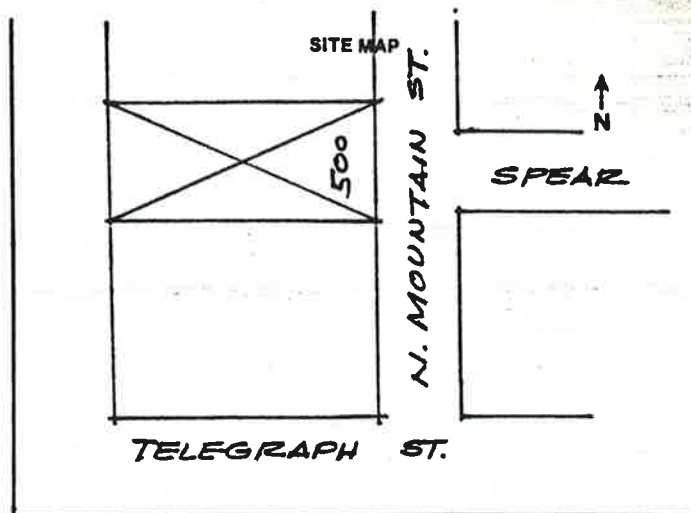 SITE MAP
N. MOUNTAIN ST.
N
500
SPEAR
TELEGRAPH ST.